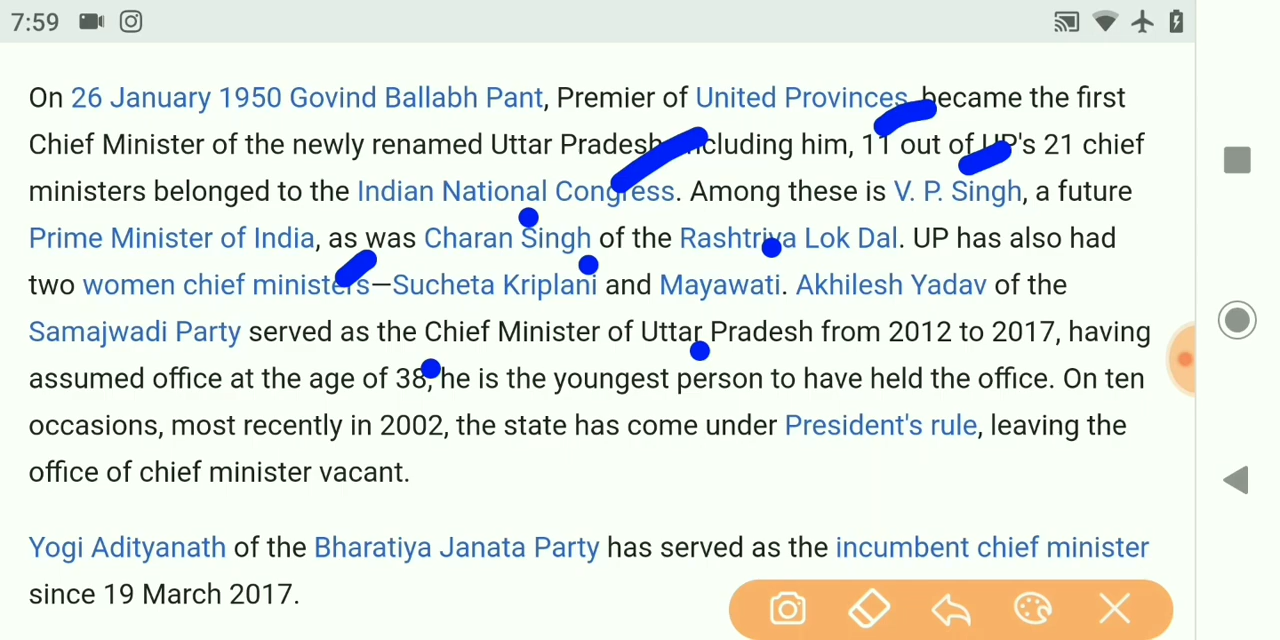 7:59
On 26 January 1950 Govind Ballabh Pant, Premier of United Provinces, became the first
Chief Minister of the newly renamed Uttar Pradesh. Including him, 11 out of UP's 21 chief
ministers belonged to the Indian National Congress. Among these is V. P. Singh, a future
Prime Minister of India, as was Charan Singh of the Rashtriya Lok Dal. UP has also had
two women chief ministers—Sucheta Kriplani and Mayawati. Akhilesh Yadav of the
Samajwadi Party served as the Chief Minister of Uttar Pradesh from 2012 to 2017, having
assumed office at the age of 38, he is the youngest person to have held the office. On ten
occasions, most recently in 2002, the state has come under President's rule, leaving the
office of chief minister vacant.
Yogi Adityanath of the Bharatiya Janata Party has served as the incumbent chief minister
since 19 March 2017.